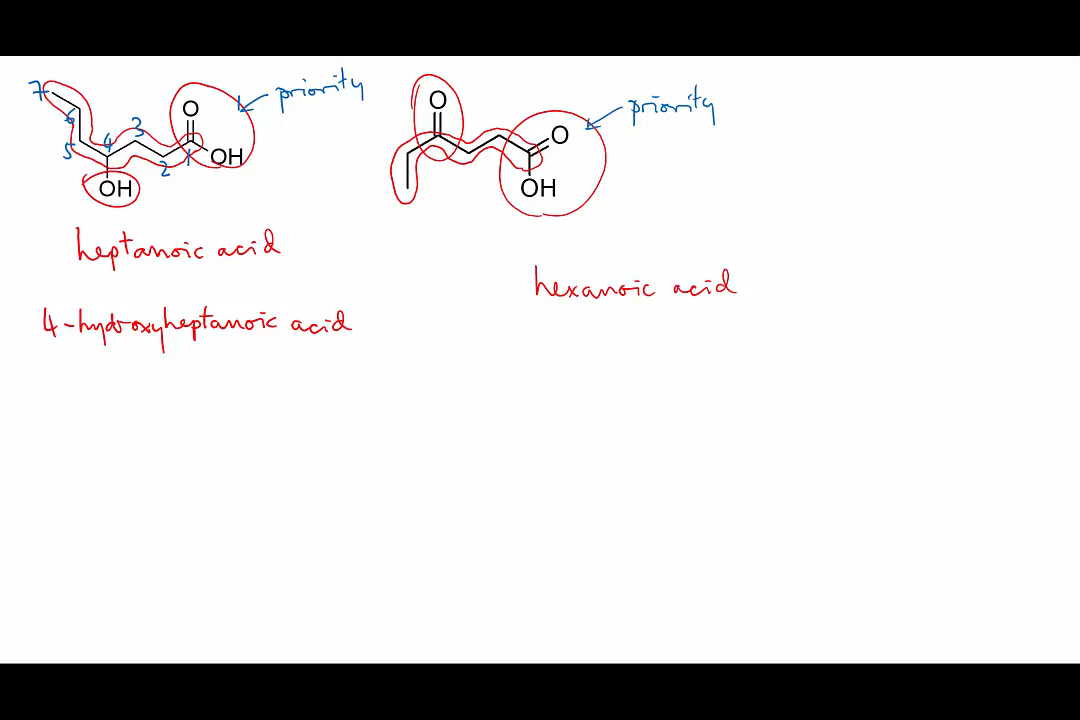 7
6
5
4
3
2
1
O
OH
OH
priority
O
O
OH
priority
heptanoic acid
hexanoic acid
4-hydroxyheptanoic acid